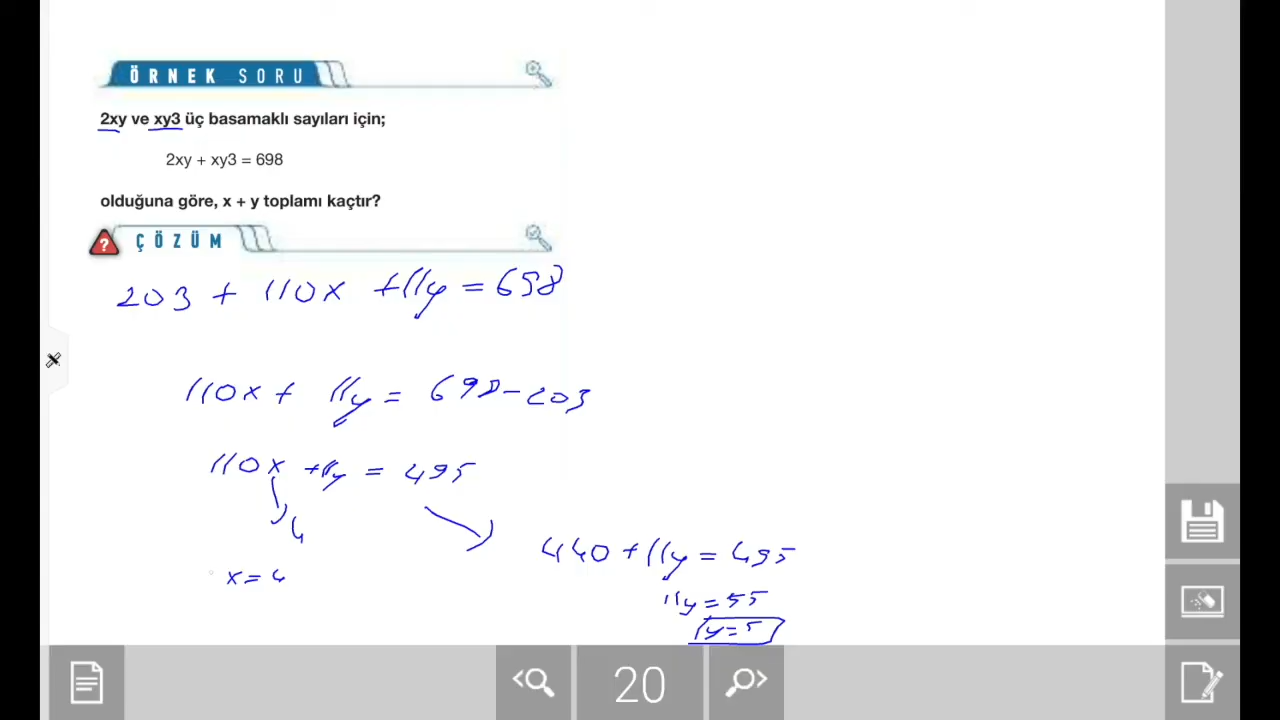 ÖRNEK SORU
2xy ve xy3 üç basamaklı sayıları için;
2xy + xy3 = 698
olduğuna göre, x + y toplamı kaçtır?
ÇÖZÜM
203 + 110x + 11y = 698
110x + 11y = 698 - 203
110x + 11y = 495
4
440 + 11y = 495
x = 4
11y = 55
y = 5
20